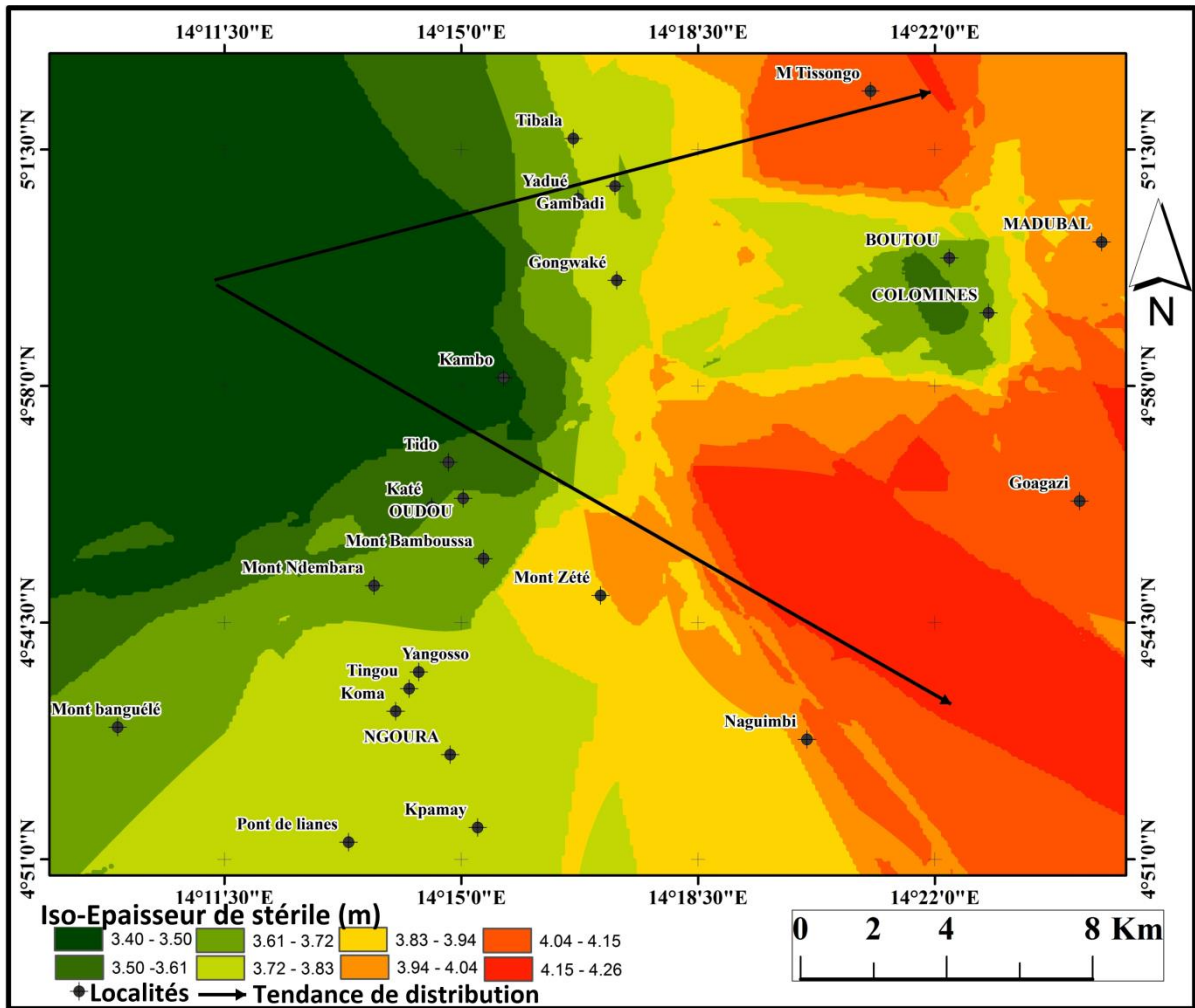 14°11'30"E 14°15'0"E 14°18'30"E 14°22'0"E
M Tissongo
Tibala
5°1'30"N 5°1'30"N
Yadué
Gambadi
MADUBAL
BOUTOU
Gongwaké
COLOMINES
N
Kambo
4°58'0"N 4°58'0"N
Tido
Goagazi
Katé
OUDOU
Mont Bamboussa
Mont Ndembara
Mont Zété
4°54'30"N 4°54'30"N
Yangosso
Tingou
Koma
Mont banguélé
Naguimbi
NGOURA
Kpamay
Pont de lianes
4°51'0"N 4°51'0"N
14°11'30"E 14°15'0"E 14°18'30"E 14°22'0"E
Iso-Epaisseur de stérile (m)
3.40 - 3.50 3.61 - 3.72 3.83 - 3.94 4.04 - 4.15
3.50 -3.61 3.72 - 3.83 3.94 - 4.04 4.15 - 4.26
Localités Tendance de distribution
0 2 4 8 Km